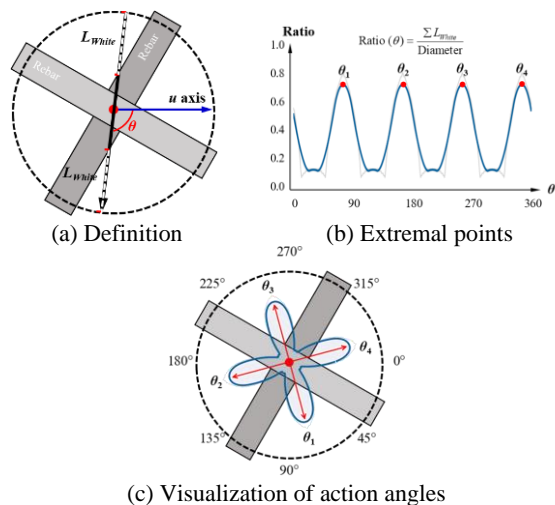 L_White
Rebar
Rebar
u axis
θ
L_White
(a) Definition
Ratio
Ratio (θ) = ∑ L_White / Diameter
1.0
0.8
0.6
0.4
0.2
0.0
θ1 θ2 θ3 θ4
0 90 180 270 360
θ
(b) Extremal points
270°
225° 315°
θ3
θ4
180° 0°
θ2
θ1
135° 45°
90°
(c) Visualization of action angles